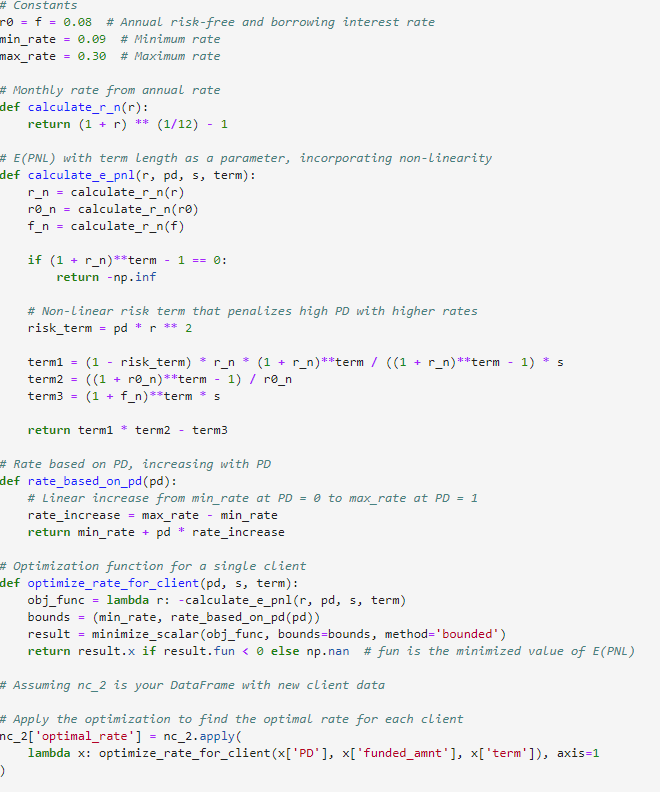 # Constants
r0 = f = 0.08  # Annual risk-free and borrowing interest rate
min_rate = 0.09  # Minimum rate
max_rate = 0.30  # Maximum rate
# Monthly rate from annual rate
def calculate_r_n(r):
    return (1 + r) ** (1/12) - 1
# E(PNL) with term length as a parameter, incorporating non-linearity
def calculate_e_pnl(r, pd, s, term):
    r_n = calculate_r_n(r)
    r0_n = calculate_r_n(r0)
    f_n = calculate_r_n(f)
    if (1 + r_n)**term - 1 == 0:
        return -np.inf
    # Non-linear risk term that penalizes high PD with higher rates
    risk_term = pd * r ** 2
    term1 = (1 - risk_term) * r_n * (1 + r_n)**term / ((1 + r_n)**term - 1) * s
    term2 = ((1 + r0_n)**term - 1) / r0_n
    term3 = (1 + f_n)**term * s
    return term1 * term2 - term3
# Rate based on PD, increasing with PD
def rate_based_on_pd(pd):
    # Linear increase from min_rate at PD = 0 to max_rate at PD = 1
    rate_increase = max_rate - min_rate
    return min_rate + pd * rate_increase
# Optimization function for a single client
def optimize_rate_for_client(pd, s, term):
    obj_func = lambda r: -calculate_e_pnl(r, pd, s, term)
    bounds = (min_rate, rate_based_on_pd(pd))
    result = minimize_scalar(obj_func, bounds=bounds, method='bounded')
    return result.x if result.fun < 0 else np.nan  # fun is the minimized value of E(PNL)
# Assuming nc_2 is your DataFrame with new client data
# Apply the optimization to find the optimal rate for each client
nc_2['optimal_rate'] = nc_2.apply(
    lambda x: optimize_rate_for_client(x['PD'], x['funded_amnt'], x['term']), axis=1
)